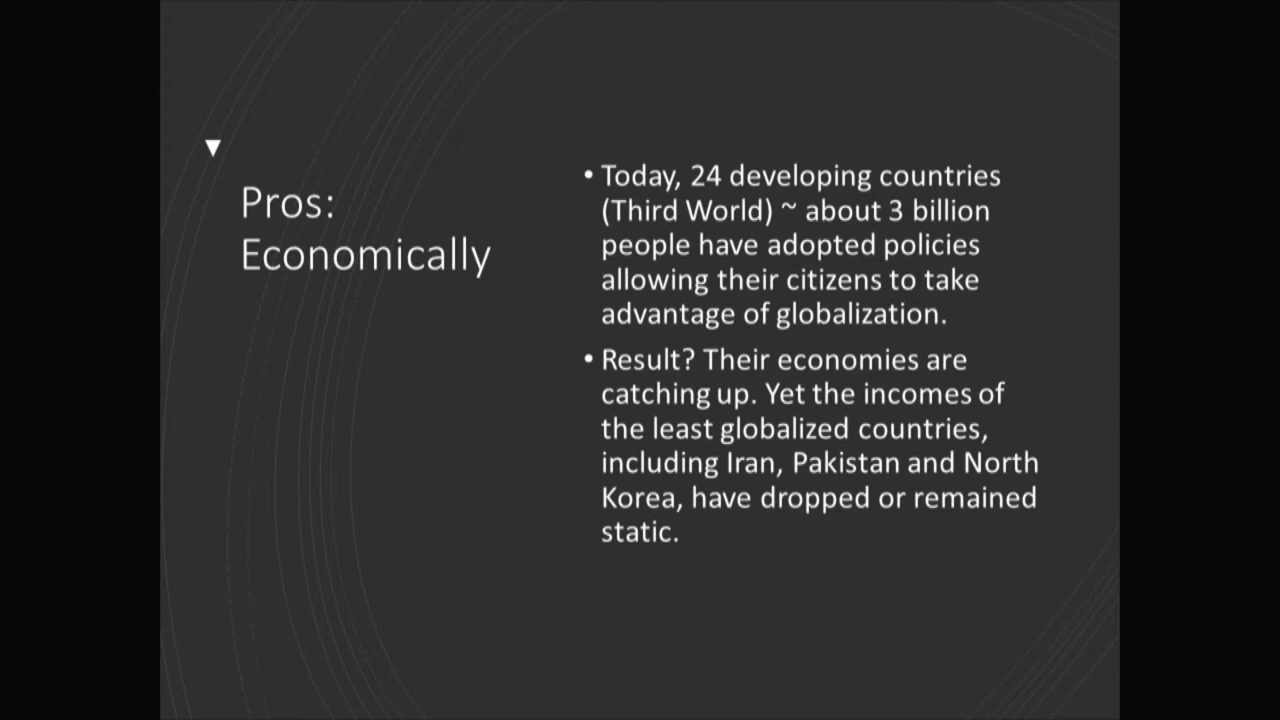 Pros:
Economically
• Today, 24 developing countries
(Third World) ~ about 3 billion
people have adopted policies
allowing their citizens to take
advantage of globalization.
• Result? Their economies are
catching up. Yet the incomes of
the least globalized countries,
including Iran, Pakistan and North
Korea, have dropped or remained
static.